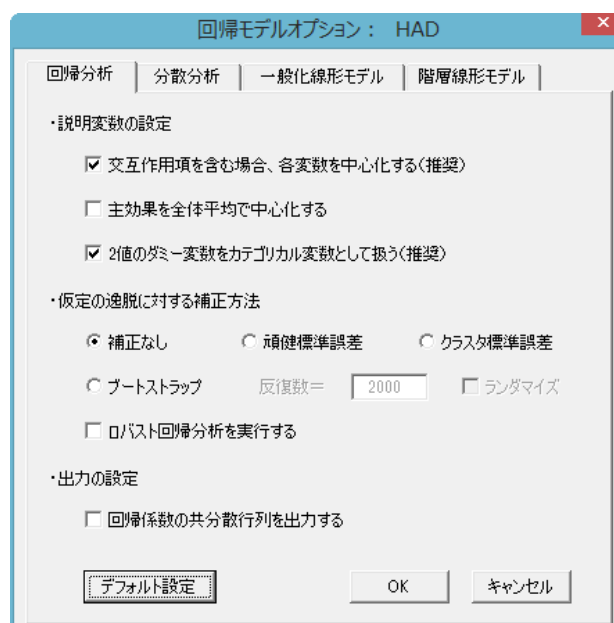 回帰モデルオプション： HAD
回帰分析 分散分析 一般化線形モデル 階層線形モデル
・説明変数の設定
交互作用項を含む場合、各変数を中心化する(推奨)
主効果を全体平均で中心化する
2値のダミー変数をカテゴリカル変数として扱う(推奨)
・仮定の逸脱に対する補正方法
補正なし 頑健標準誤差 クラスタ標準誤差
ブートストラップ 反復数＝ 2000 ランダマイズ
ロバスト回帰分析を実行する
・出力の設定
回帰係数の共分散行列を出力する
デフォルト設定 OK キャンセル